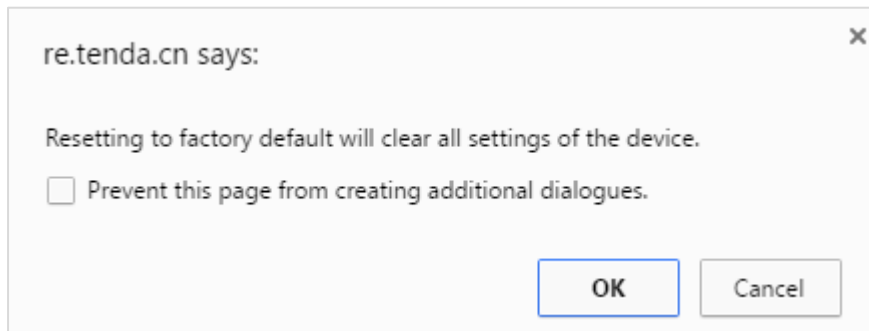 re.tenda.cn says:
Resetting to factory default will clear all settings of the device.
Prevent this page from creating additional dialogues.
OK Cancel